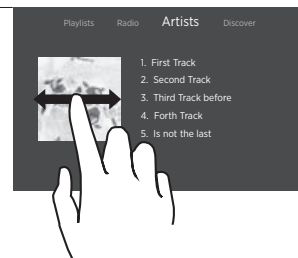 Playlists Radio Artists Discover
1. First Track
2. Second Track
3. Third Track before
4. Forth Track
5. Is not the last